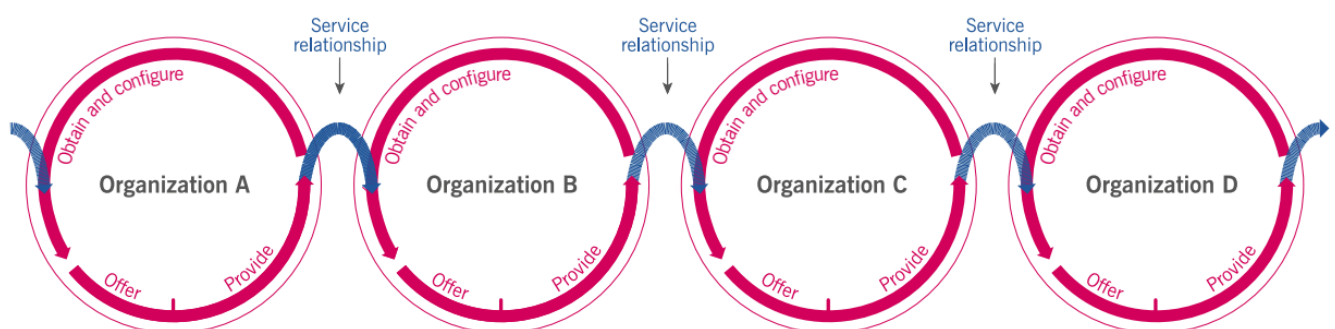 Service
relationship
Service
relationship
Service
relationship
Obtain and configure
Organization A
Offer
Provide
Obtain and configure
Organization B
Offer
Provide
Obtain and configure
Organization C
Offer
Provide
Obtain and configure
Organization D
Offer
Provide